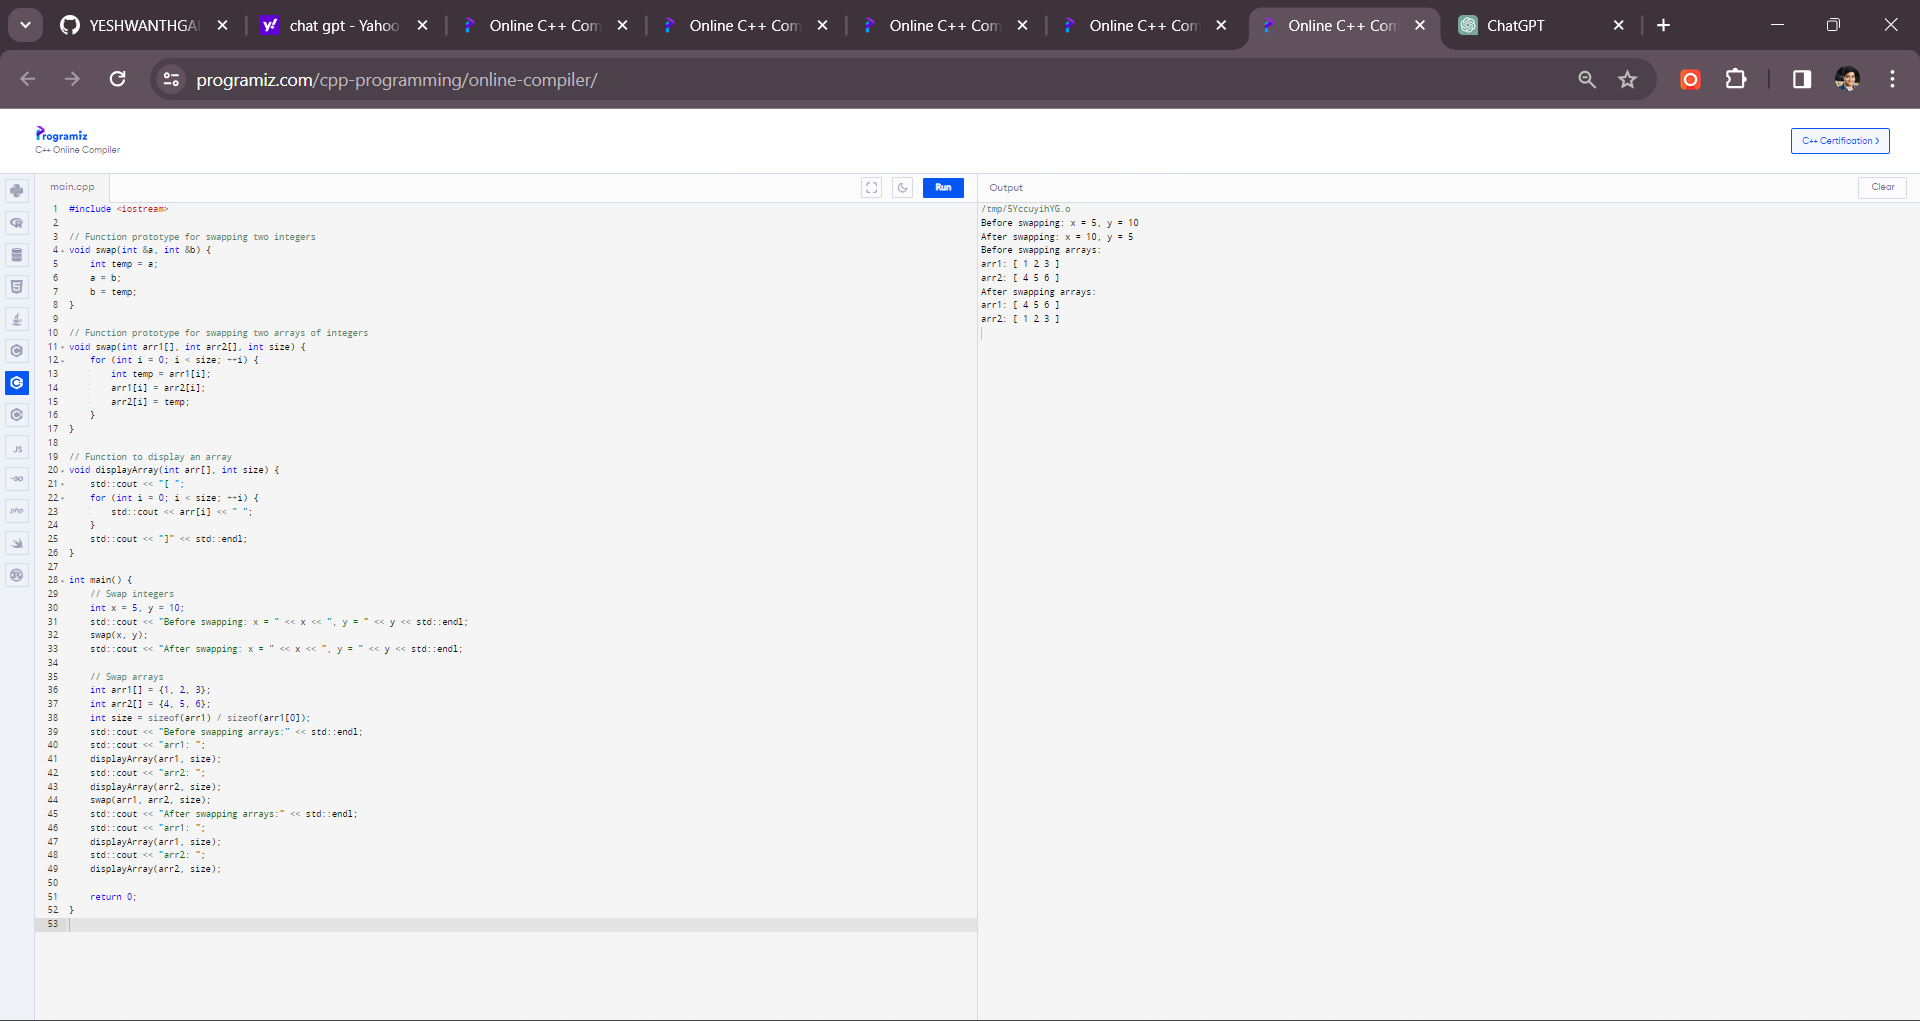 YESHWANTHGA
chat gpt - Yahoo
Online C++ Com
Online C++ Com
Online C++ Com
Online C++ Com
Online C++ Com
ChatGPT
programiz.com/cpp-programming/online-compiler/
Programiz
C++ Online Compiler
C++ Certification >
main.cpp
Run
Output
Clear
1 #include <iostream>
2
3 // Function prototype for swapping two integers
4 void swap(int &a, int &b) {
5     int temp = a;
6     a = b;
7     b = temp;
8 }
9
10 // Function prototype for swapping two arrays of integers
11 void swap(int arr1[], int arr2[], int size) {
12     for (int i = 0; i < size; ++i) {
13         int temp = arr1[i];
14         arr1[i] = arr2[i];
15         arr2[i] = temp;
16     }
17 }
18
19 // Function to display an array
20 void displayArray(int arr[], int size) {
21     std::cout << "[ ";
22     for (int i = 0; i < size; ++i) {
23         std::cout << arr[i] << " ";
24     }
25     std::cout << "]" << std::endl;
26 }
27
28 int main() {
29     // Swap integers
30     int x = 5, y = 10;
31     std::cout << "Before swapping: x = " << x << ", y = " << y << std::endl;
32     swap(x, y);
33     std::cout << "After swapping: x = " << x << ", y = " << y << std::endl;
34
35     // Swap arrays
36     int arr1[] = {1, 2, 3};
37     int arr2[] = {4, 5, 6};
38     int size = sizeof(arr1) / sizeof(arr1[0]);
39     std::cout << "Before swapping arrays:" << std::endl;
40     std::cout << "arr1: ";
41     displayArray(arr1, size);
42     std::cout << "arr2: ";
43     displayArray(arr2, size);
44     swap(arr1, arr2, size);
45     std::cout << "After swapping arrays:" << std::endl;
46     std::cout << "arr1: ";
47     displayArray(arr1, size);
48     std::cout << "arr2: ";
49     displayArray(arr2, size);
50
51     return 0;
52 }
53
/tmp/5YccuyihYG.o
Before swapping: x = 5, y = 10
After swapping: x = 10, y = 5
Before swapping arrays:
arr1: [ 1 2 3 ]
arr2: [ 4 5 6 ]
After swapping arrays:
arr1: [ 4 5 6 ]
arr2: [ 1 2 3 ]
JS
GO
php